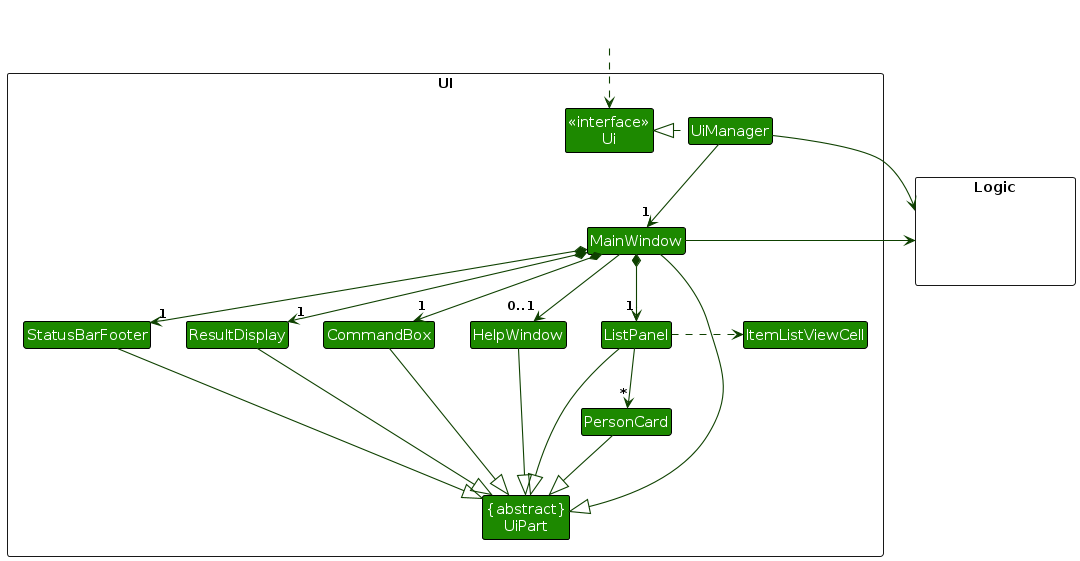 UI
«interface»
Ui
UiManager
Logic
1
MainWindow
1
1
1
0..1
1
StatusBarFooter
ResultDisplay
CommandBox
HelpWindow
ListPanel
ItemListViewCell
*
PersonCard
{abstract}
UiPart